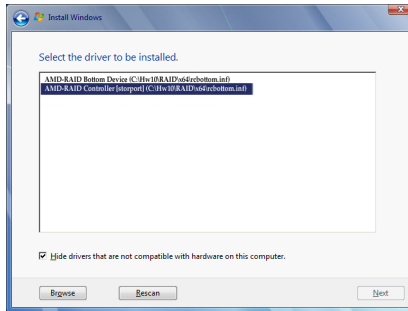 Install Windows
Select the driver to be installed.
AMD-RAID Bottom Device (C:\Hw10\RAID\x64\rcbottom.inf)
AMD-RAID Controller [storport] (C:\Hw10\RAID\x64\rcbottom.inf)
Hide drivers that are not compatible with hardware on this computer.
Browse Rescan Next